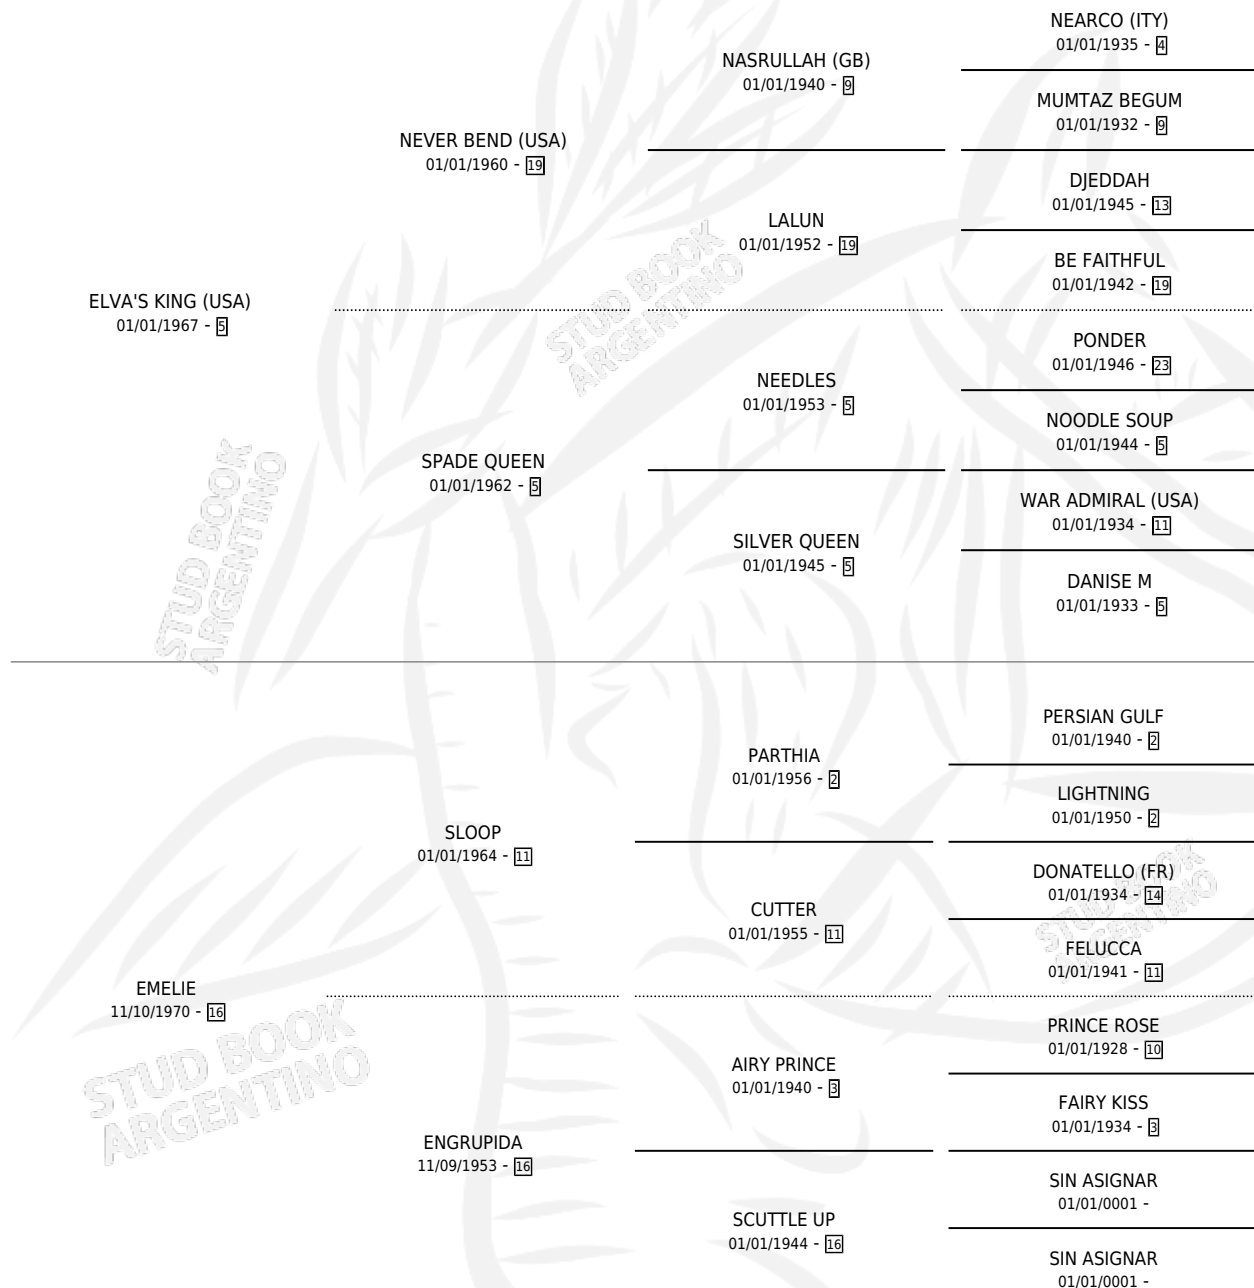 NEARCO (ITY)
01/01/1935 - 4
NASRULLAH (GB)
01/01/1940 - 9
MUMTAZ BEGUM
01/01/1932 - 9
NEVER BEND (USA)
01/01/1960 - 19
DJEDDAH
01/01/1945 - 13
LALUN
01/01/1952 - 19
BE FAITHFUL
01/01/1942 - 19
ELVA'S KING (USA)
01/01/1967 - 5
PONDER
01/01/1946 - 23
NEEDLES
01/01/1953 - 5
NOODLE SOUP
01/01/1944 - 5
SPADE QUEEN
01/01/1962 - 5
WAR ADMIRAL (USA)
01/01/1934 - 11
SILVER QUEEN
01/01/1945 - 5
DANISE M
01/01/1933 - 5
STUD BOOK
ARGENTINO
STUD BOOK
ARGENTINO
PERSIAN GULF
01/01/1940 - 2
PARTHIA
01/01/1956 - 2
LIGHTNING
01/01/1950 - 2
SLOOP
01/01/1964 - 11
DONATELLO (FR)
01/01/1934 - 14
CUTTER
01/01/1955 - 11
FELUCCA
01/01/1941 - 11
EMELIE
11/10/1970 - 16
PRINCE ROSE
01/01/1928 - 10
AIRY PRINCE
01/01/1940 - 3
FAIRY KISS
01/01/1934 - 3
ENGRUPIDA
11/09/1953 - 16
SIN ASIGNAR
01/01/0001 -
SCUTTLE UP
01/01/1944 - 16
SIN ASIGNAR
01/01/0001 -
STUD BOOK
ARGENTINO
STUD BOOK
ARGENTINO